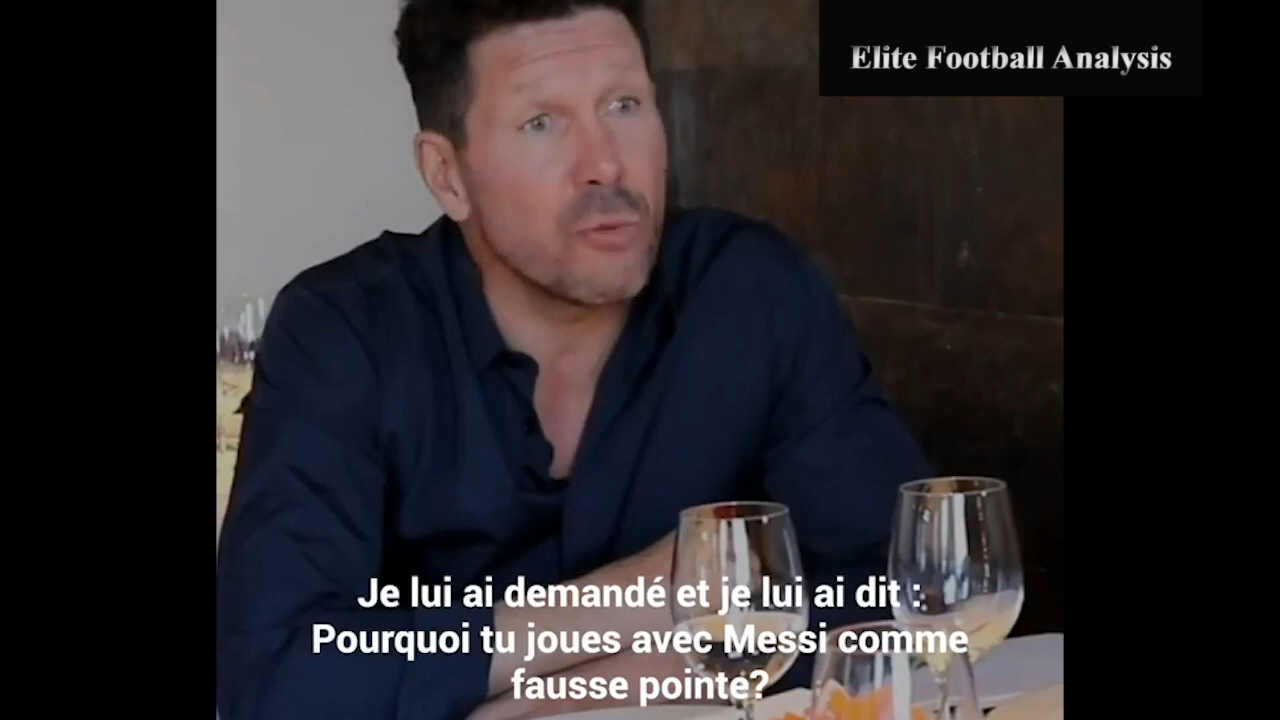 Elite Football Analysis
Je lui ai demandé et je lui ai dit :
Pourquoi tu joues avec Messi comme
fausse pointe?